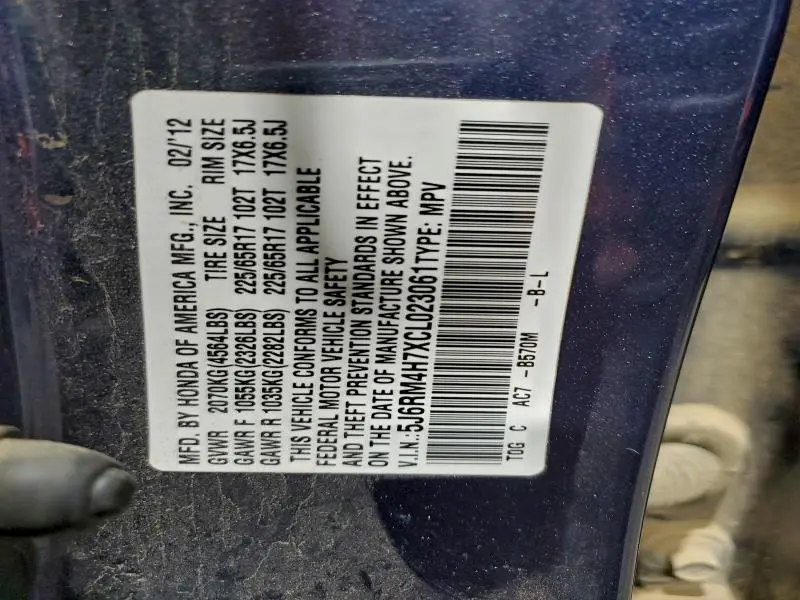 MFD. BY HONDA OF AMERICA MFG., INC. 02/'12
GVWR 2070KG(4564LBS) TIRE SIZE RIM SIZE
GAWR F 1055KG(2326LBS) 225/65R17 102T 17X6.5J
GAWR R 1035KG(2282LBS) 225/65R17 102T 17X6.5J
THIS VEHICLE CONFORMS TO ALL APPLICABLE
FEDERAL MOTOR VEHICLE SAFETY
AND THEFT PREVENTION STANDARDS IN EFFECT
ON THE DATE OF MANUFACTURE SHOWN ABOVE.
V.I.N.:5J6RM4H7XCL023061TYPE: MPV
TOG C AC7 -B570M -B-L